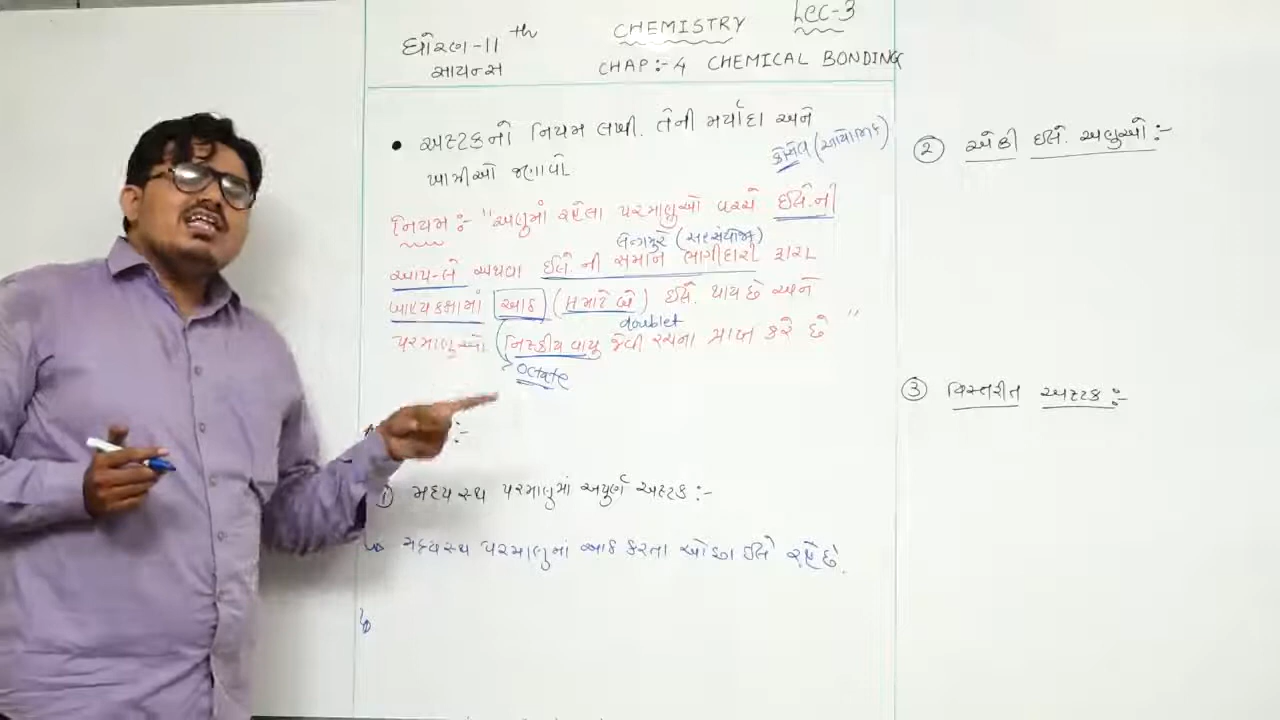 ધોરણ-11th
સાયન્સ
CHEMISTRY
Lec-3
CHAP:- 4 CHEMICAL BONDING
• અષ્ટકનો નિયમ લખી. તેની મર્યાદા અને
ખામીઓ જણાવો.
કોસેલ (આયોનિક)
નિયમ:- "અણુમાં રહેલા પરમાણુઓ વચ્ચે ઈલે.ની
(સહસંયોજક)
આપ-લે અથવા ઈલે. ની સમાન ભાગીદારી દ્વારા
બાહ્યકક્ષામાં આઠ (H માટે બે) ઈલે. થાય છે અને
doublet
પરમાણુઓ નિષ્ક્રીય વાયુ જેવી રચના પ્રાપ્ત કરે છે "
octate
:-
① મધ્યસ્થ પરમાણુમાં અપુર્ણ અષ્ટક :-
↳ મધ્યસ્થ પરમાણુનાં આઠ કરતા ઓછા ઈલે રહે છે.
↳
② એકી ઈલે. અણુઓ :-
③ વિસ્તરીત અષ્ટક :-